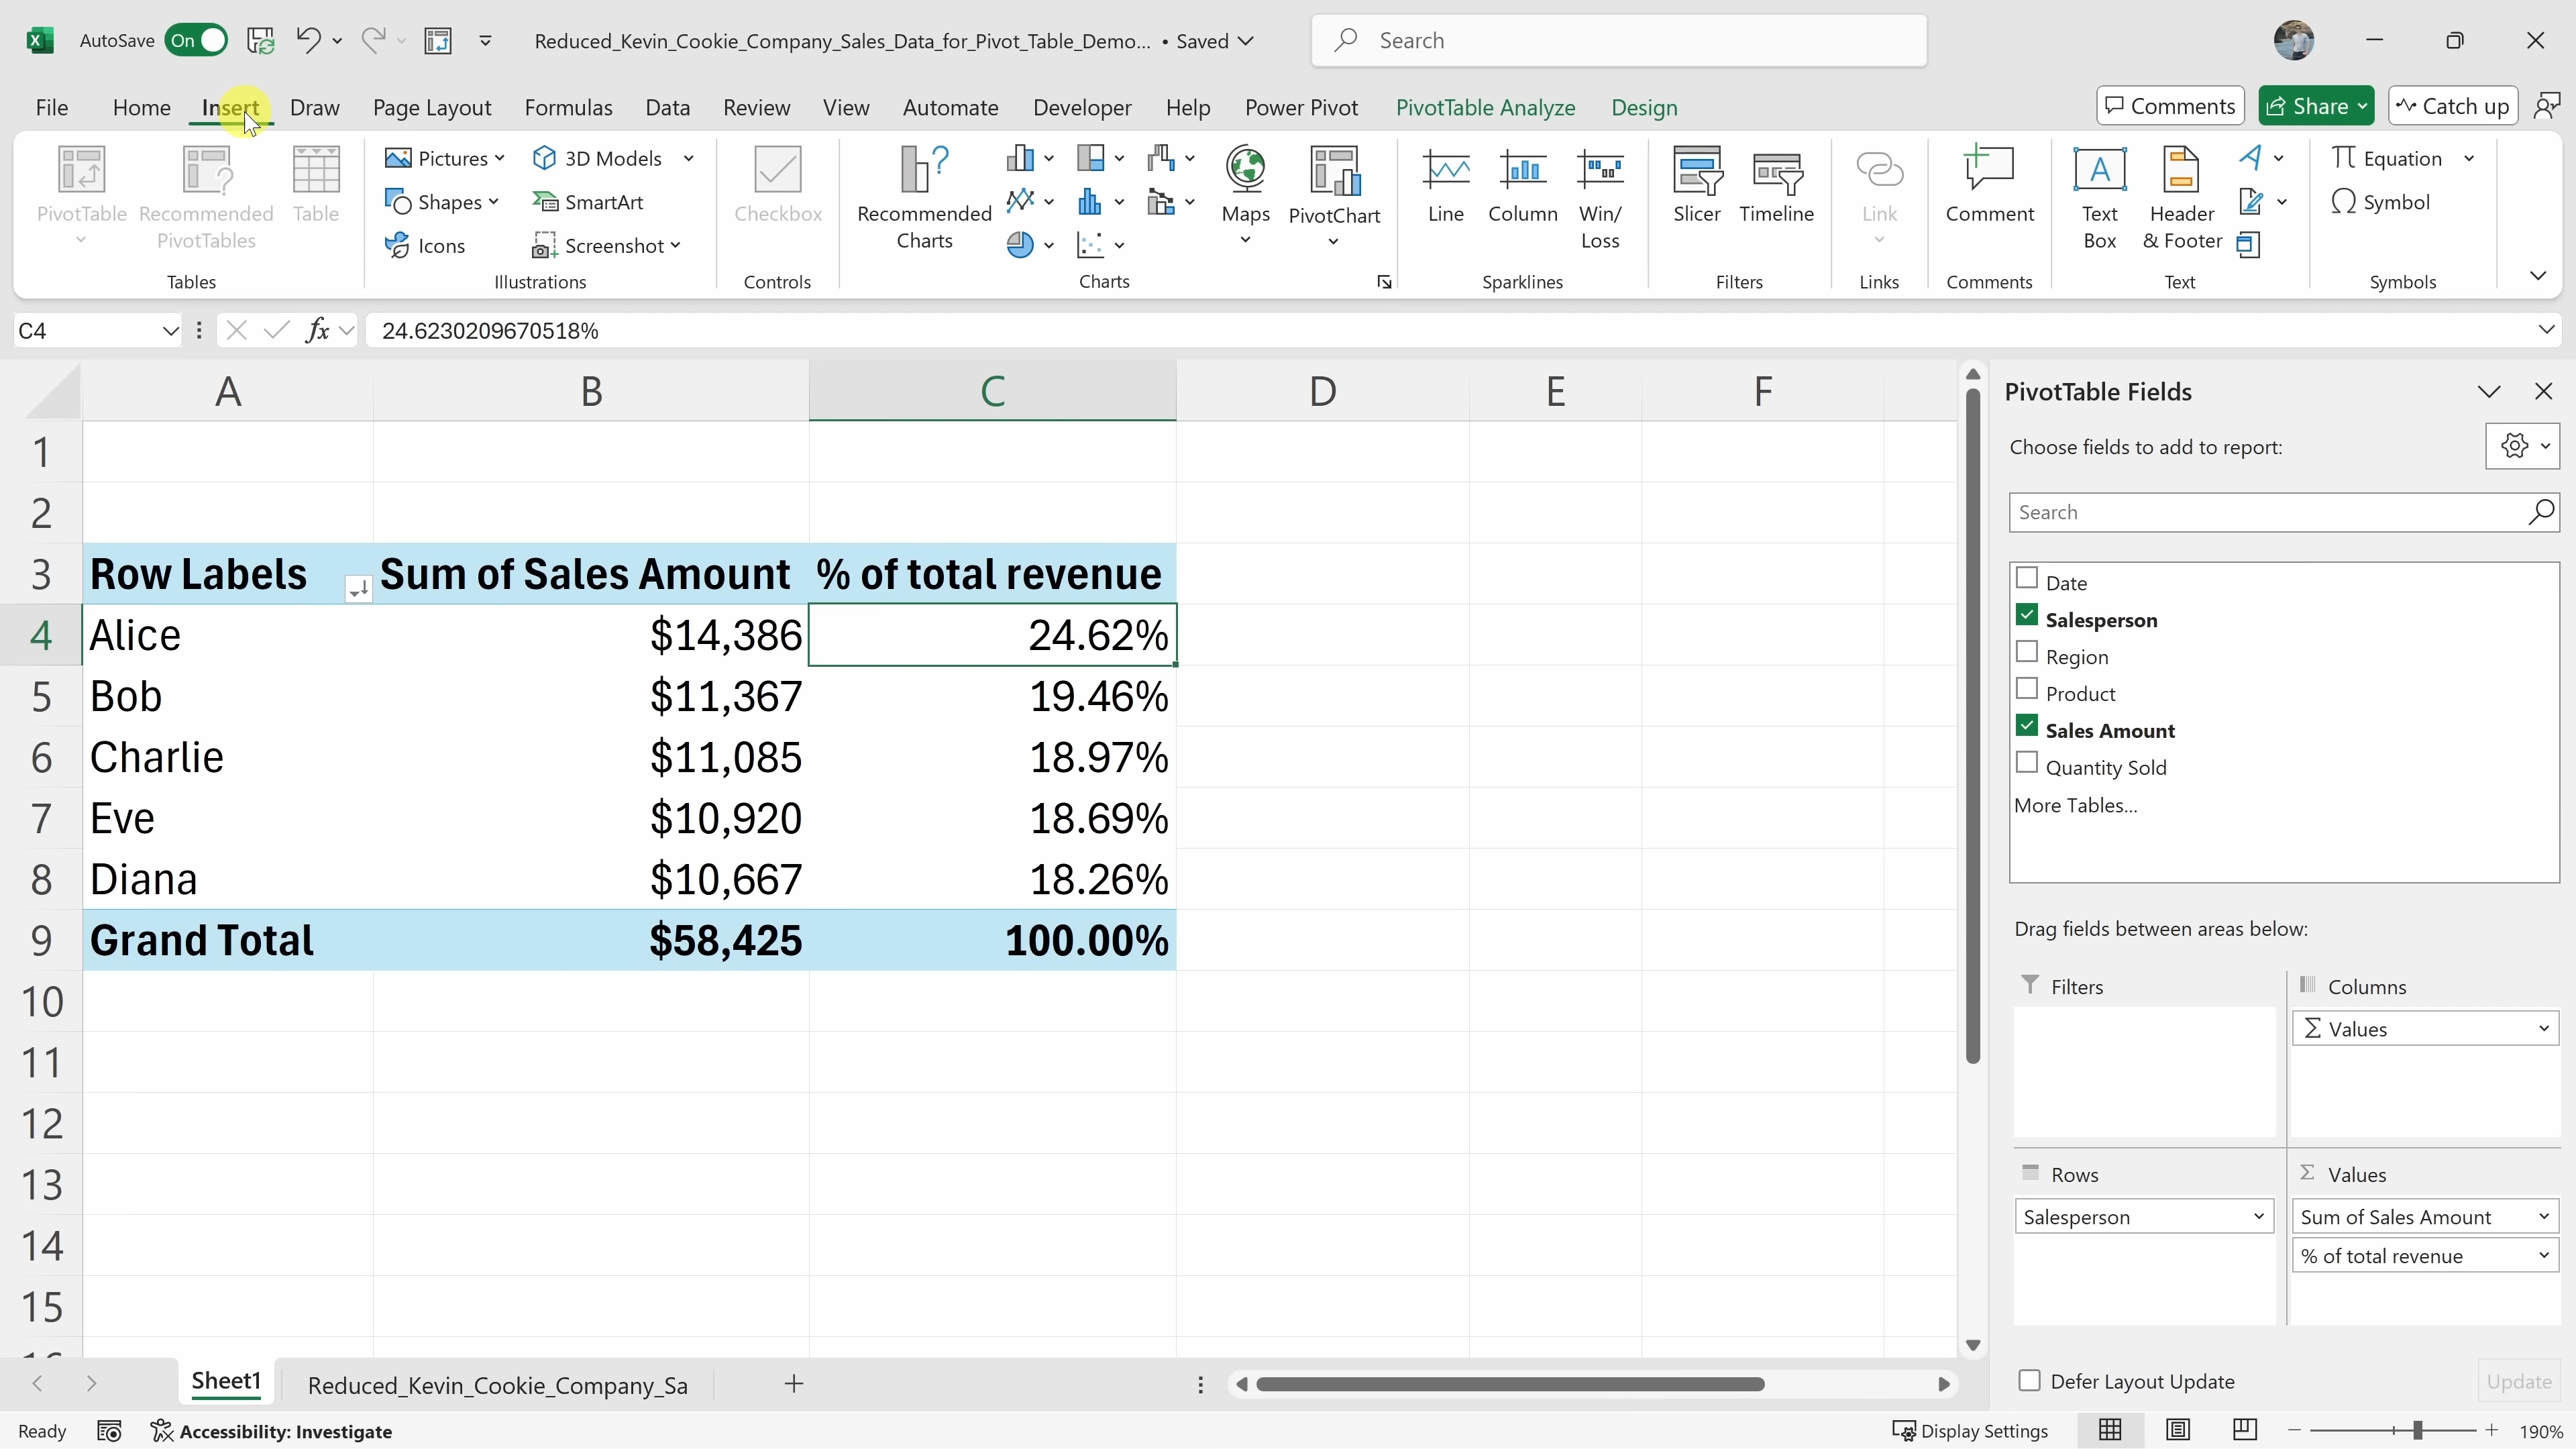 AutoSave On Reduced_Kevin_Cookie_Company_Sales_Data_for_Pivot_Table_Demo... • Saved Search
File Home Insert Draw Page Layout Formulas Data Review View Automate Developer Help Power Pivot PivotTable Analyze Design Comments Share Catch up
PivotTable Recommended PivotTables Table
Pictures 3D Models
Shapes SmartArt
Icons Screenshot
Checkbox
Recommended Charts
Maps PivotChart
Line Column Win/Loss
Slicer Timeline
Link
Comment
Text Box Header & Footer
Equation
Symbol
Tables Illustrations Controls Charts Sparklines Filters Links Comments Text Symbols
C4 fx 24.6230209670518%
A B C D E F
1
2
3 Row Labels Sum of Sales Amount % of total revenue
4 Alice $14,386 24.62%
5 Bob $11,367 19.46%
6 Charlie $11,085 18.97%
7 Eve $10,920 18.69%
8 Diana $10,667 18.26%
9 Grand Total $58,425 100.00%
10
11
12
13
14
15
16
PivotTable Fields
Choose fields to add to report:
Search
Date
Salesperson
Region
Product
Sales Amount
Quantity Sold
More Tables...
Drag fields between areas below:
Filters Columns
Σ Values
Rows Σ Values
Salesperson Sum of Sales Amount
% of total revenue
Defer Layout Update Update
Sheet1 Reduced_Kevin_Cookie_Company_Sa
Ready Accessibility: Investigate Display Settings 190%